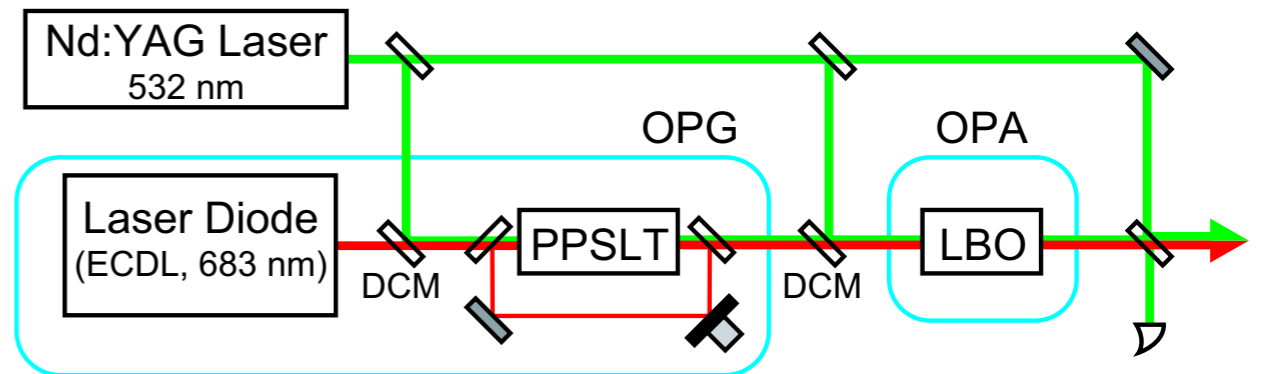 Nd:YAG Laser
532 nm
OPG
OPA
Laser Diode
(ECDL, 683 nm)
DCM
PPSLT
DCM
LBO